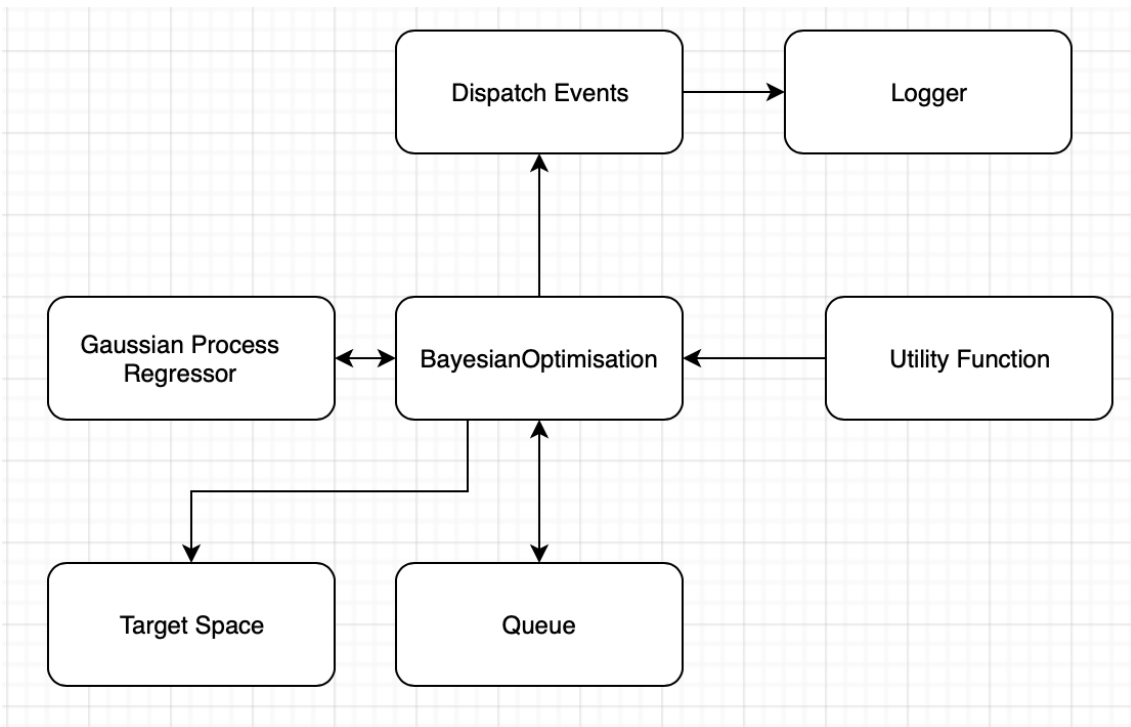 Dispatch Events
Logger
Gaussian Process
Regressor
BayesianOptimisation
Utility Function
Target Space
Queue